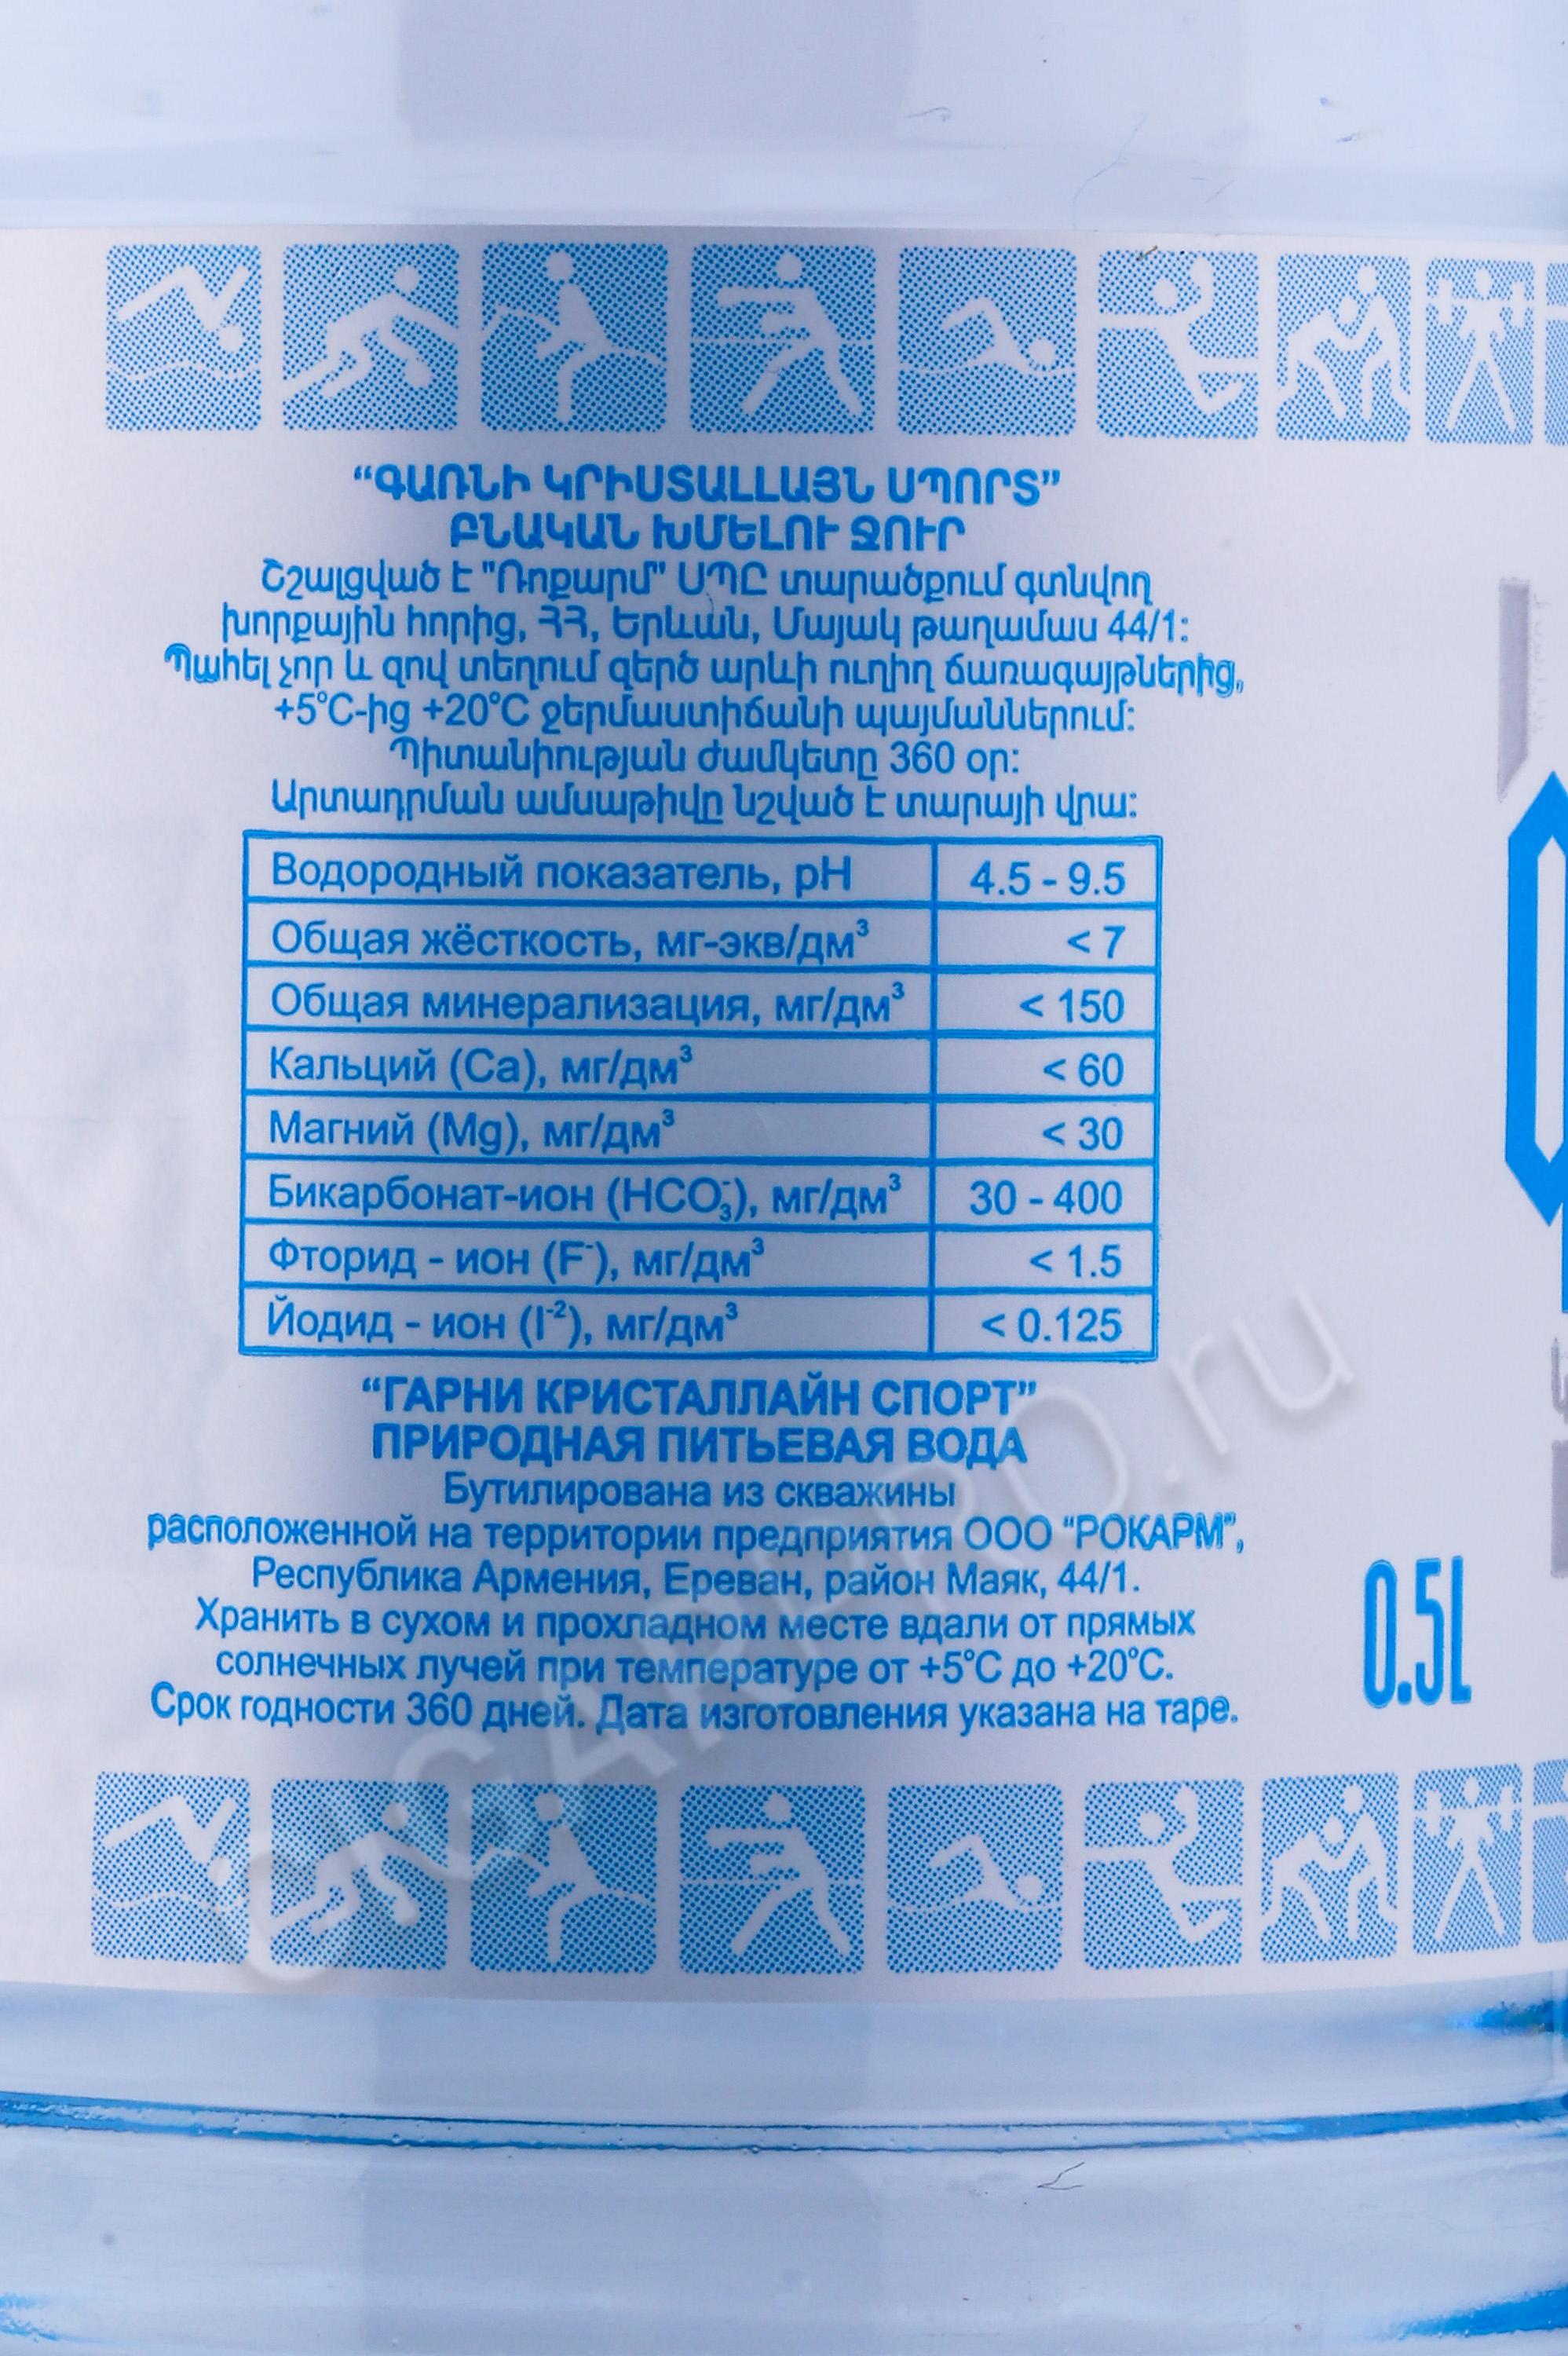 “ԳԱՌՆԻ ԿՐԻՍՏԱԼԼԱՅՆ ՍՊՈՐՏ”
ԲՆԱԿԱՆ ԽՄԵԼՈՒ ՋՈՒՐ
Շշալցված է "Ռոքարմ" ՍՊԸ տարածքում գտնվող
խորքային հորից, ՀՀ, Երևան, Մայակ թաղամաս 44/1:
Պահել չոր և զով տեղում զերծ արևի ուղիղ ճառագայթներից,
+5°C-ից +20°C ջերմաստիճանի պայմաններում:
Պիտանիության ժամկետը 360 օր:
Արտադրման ամսաթիվը նշված է տարայի վրա:
Водородный показатель, pH 4.5 - 9.5
Общая жёсткость, мг-экв/дм³ < 7
Общая минерализация, мг/дм³ < 150
Кальций (Ca), мг/дм³ < 60
Магний (Mg), мг/дм³ < 30
Бикарбонат-ион (HCO₃⁻), мг/дм³ 30 - 400
Фторид - ион (F⁻), мг/дм³ < 1.5
Йодид - ион (I⁻²), мг/дм³ < 0.125
“ГАРНИ КРИСТАЛЛАЙН СПОРТ”
ПРИРОДНАЯ ПИТЬЕВАЯ ВОДА
Бутилирована из скважины
расположенной на территории предприятия ООО “РОКАРМ”,
Республика Армения, Ереван, район Маяк, 44/1.
Хранить в сухом и прохладном месте вдали от прямых
солнечных лучей при температуре от +5°C до +20°C.
Срок годности 360 дней. Дата изготовления указана на таре.
0.5L
CIGARPRO.ru